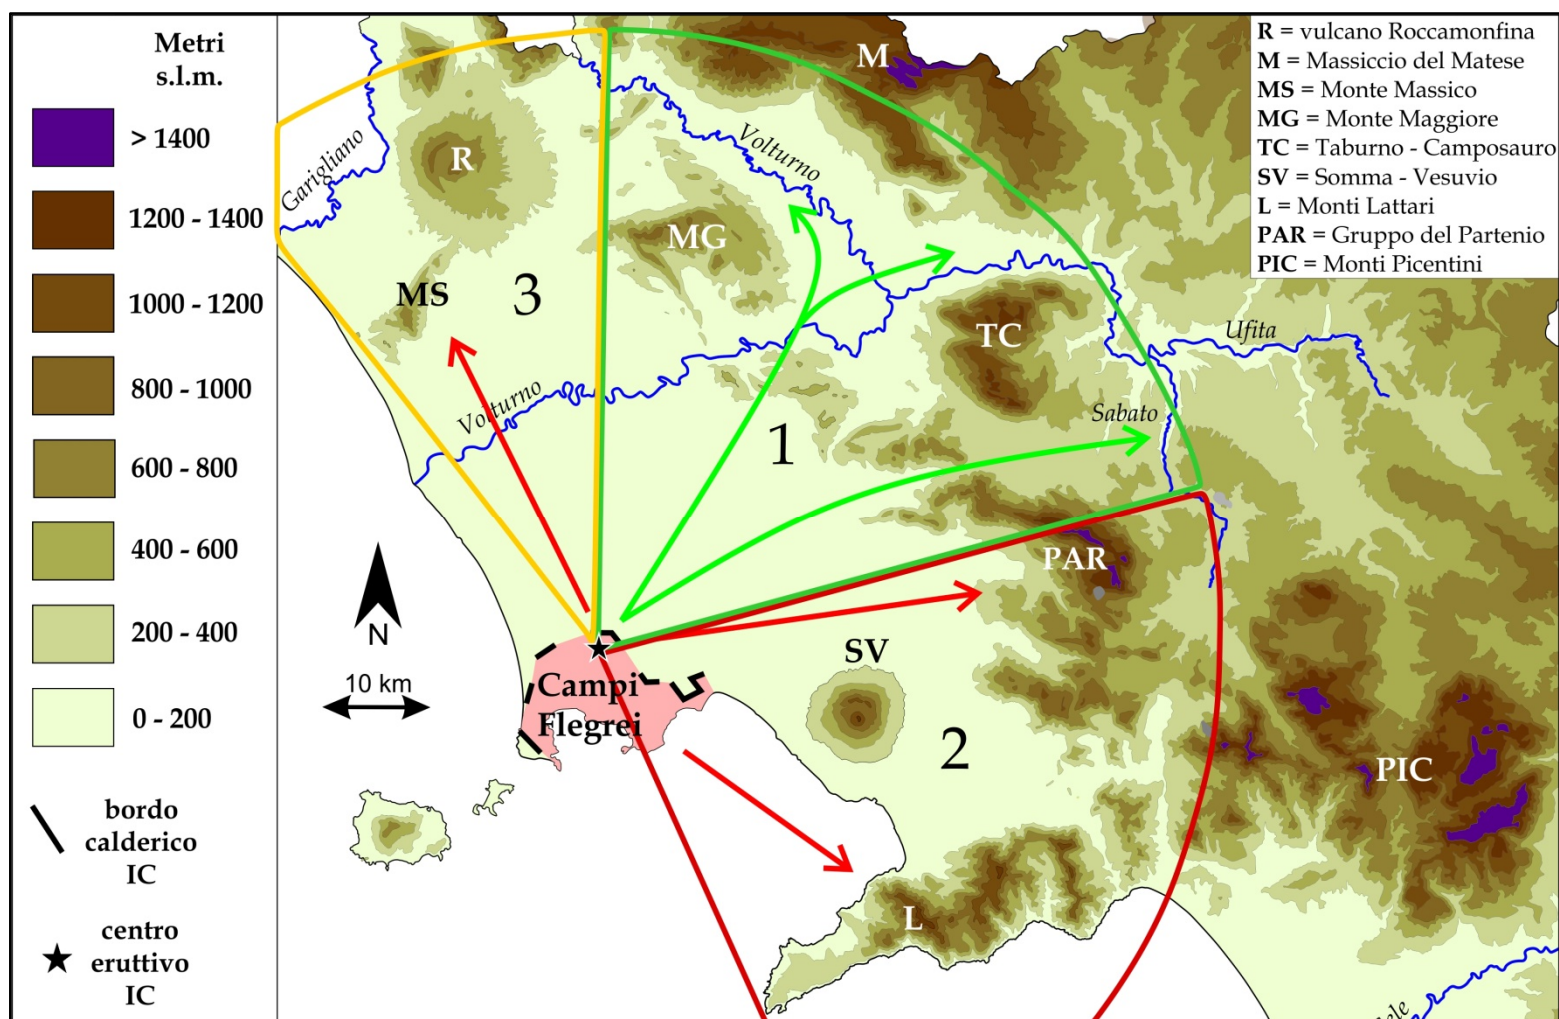 Metri
s.l.m.
> 1400
1200 - 1400
1000 - 1200
800 - 1000
600 - 800
400 - 600
200 - 400
0 - 200
bordo
calderico
IC
centro
eruttivo
IC
R = vulcano Roccamonfina
M = Massiccio del Matese
MS = Monte Massico
MG = Monte Maggiore
TC = Taburno - Camposauro
SV = Somma - Vesuvio
L = Monti Lattari
PAR = Gruppo del Partenio
PIC = Monti Picentini
M
Garigliano
R
Volturno
MG
MS
3
TC
Ufita
Volturno
Sabato
1
PAR
N
10 km
SV
Campi
Flegrei
2
PIC
L
ele